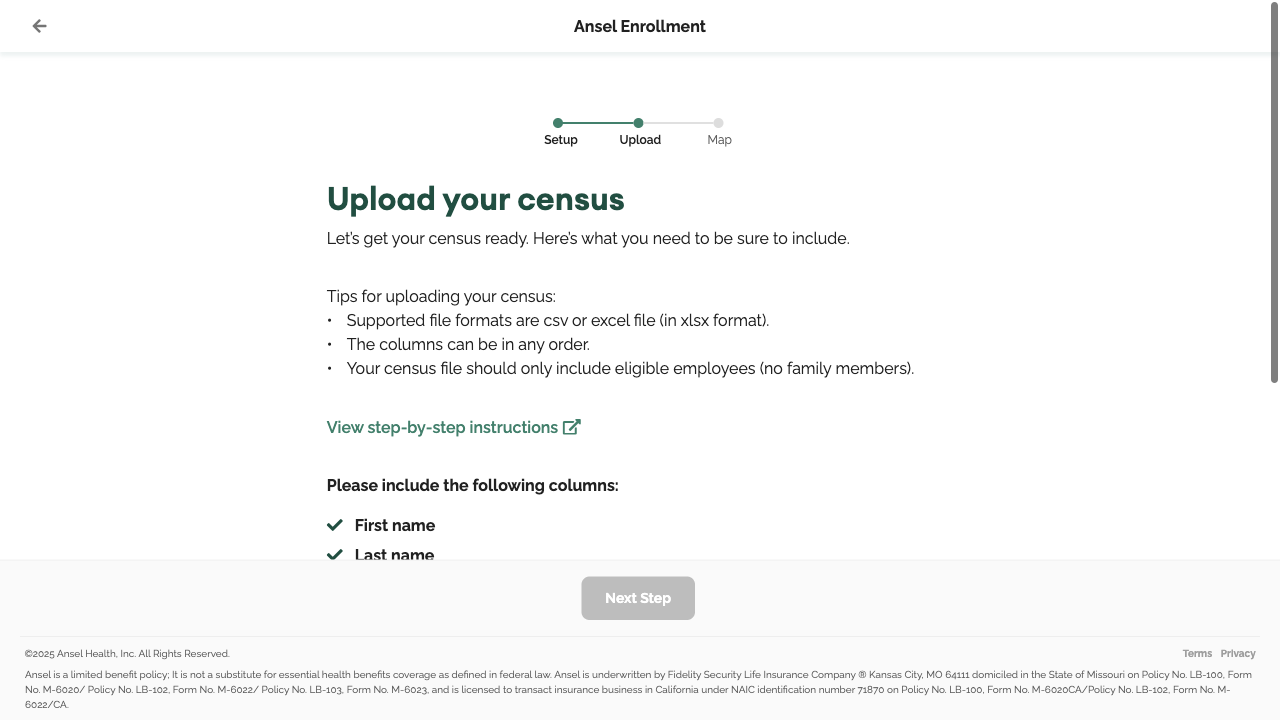 Ansel Enrollment
Setup
Upload
Map
Upload your census
Let's get your census ready. Here's what you need to be sure to include.
Tips for uploading your census:
• Supported file formats are csv or excel file (in xlsx format).
• The columns can be in any order.
• Your census file should only include eligible employees (no family members).
View step-by-step instructions
Please include the following columns:
First name
Last name
Next Step
©2025 Ansel Health, Inc. All Rights Reserved.
Terms Privacy
Ansel is a limited benefit policy; It is not a substitute for essential health benefits coverage as defined in federal law. Ansel is underwritten by Fidelity Security Life Insurance Company ® Kansas City, MO 64111 domiciled in the State of Missouri on Policy No. LB-100, Form
No. M-6020/ Policy No. LB-102, Form No. M-6022/ Policy No. LB-103, Form No. M-6023, and is licensed to transact insurance business in California under NAIC identification number 71870 on Policy No. LB-100, Form No. M-6020CA/Policy No. LB-102, Form No. M-
6022/CA.